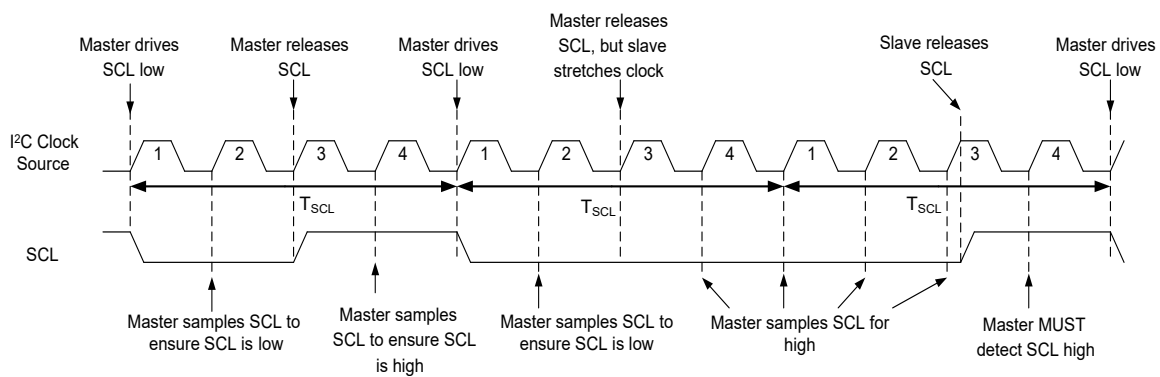 Master drives
SCL low
Master releases
SCL
Master drives
SCL low
Master releases
SCL, but slave
stretches clock
Slave releases
SCL
Master drives
SCL low
I²C Clock
Source
1
2
3
4
1
2
3
4
1
2
3
4
TSCL
TSCL
TSCL
SCL
Master samples SCL to
ensure SCL is low
Master samples
SCL to ensure SCL
is high
Master samples SCL to
ensure SCL is low
Master samples SCL for
high
Master MUST
detect SCL high